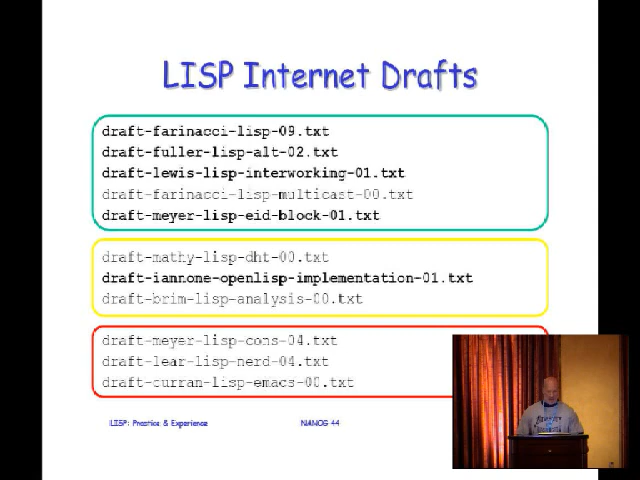 LISP Internet Drafts
draft-farinacci-lisp-09.txt
draft-fuller-lisp-alt-02.txt
draft-lewis-lisp-interworking-01.txt
draft-farinacci-lisp-multicast-00.txt
draft-meyer-lisp-eid-block-01.txt
draft-mathy-lisp-dht-00.txt
draft-iannone-openlisp-implementation-01.txt
draft-brim-lisp-analysis-00.txt
draft-meyer-lisp-cons-04.txt
draft-lear-lisp-nerd-04.txt
draft-curran-lisp-emacs-00.txt
LISP: Practice & Experience
NANOG 44